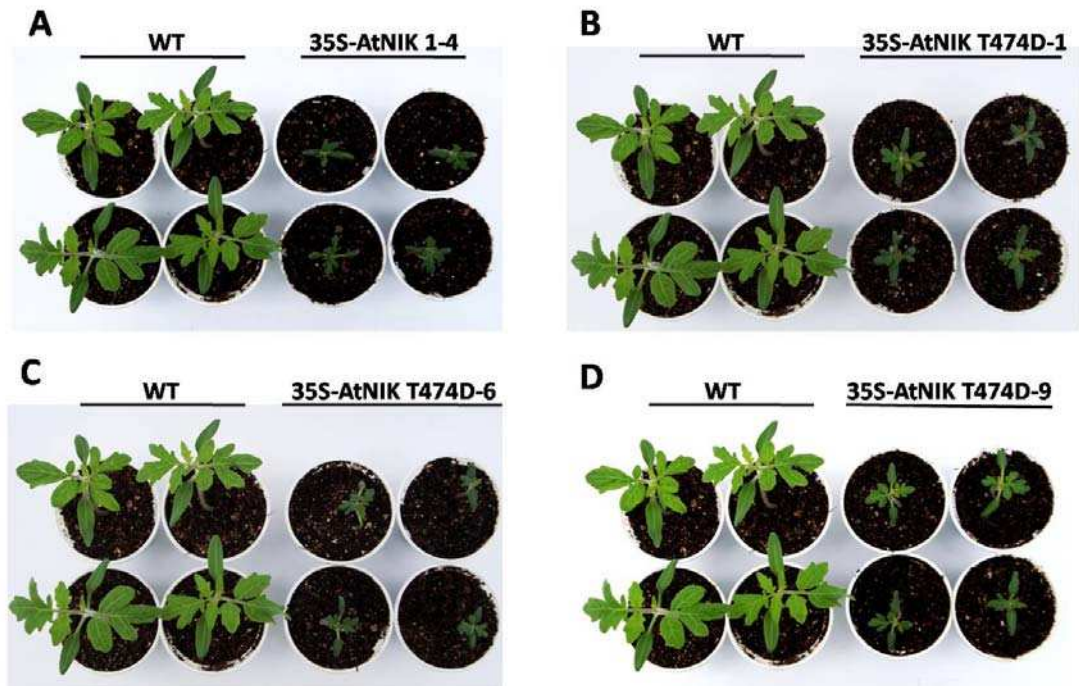 A
WT
35S-AtNIK 1-4
B
WT
35S-AtNIK T474D-1
C
WT
35S-AtNIK T474D-6
D
WT
35S-AtNIK T474D-9